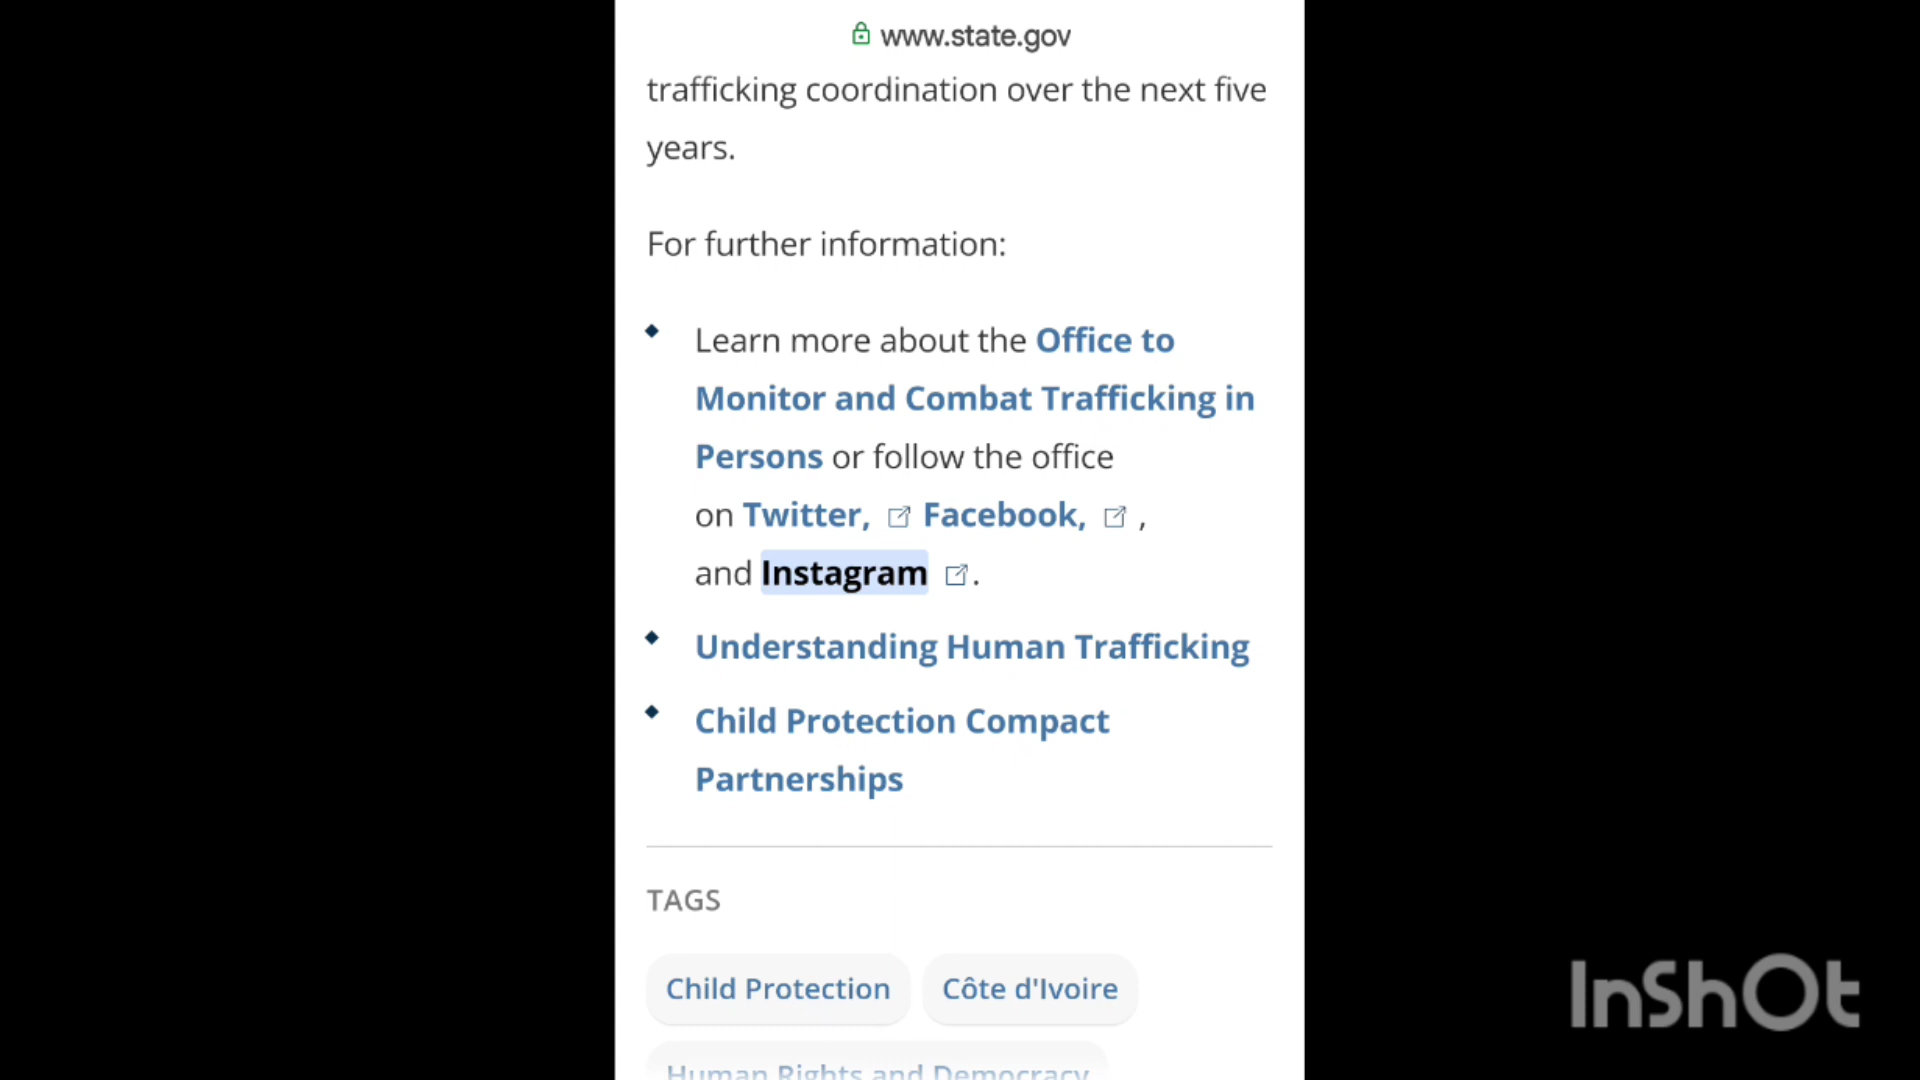 www.state.gov
trafficking coordination over the next five
years.
For further information:
Learn more about the Office to
Monitor and Combat Trafficking in
Persons or follow the office
on Twitter, Facebook, ,
and Instagram .
Understanding Human Trafficking
Child Protection Compact
Partnerships
TAGS
Child Protection Côte d'Ivoire
Human Rights and Democracy
InShOt